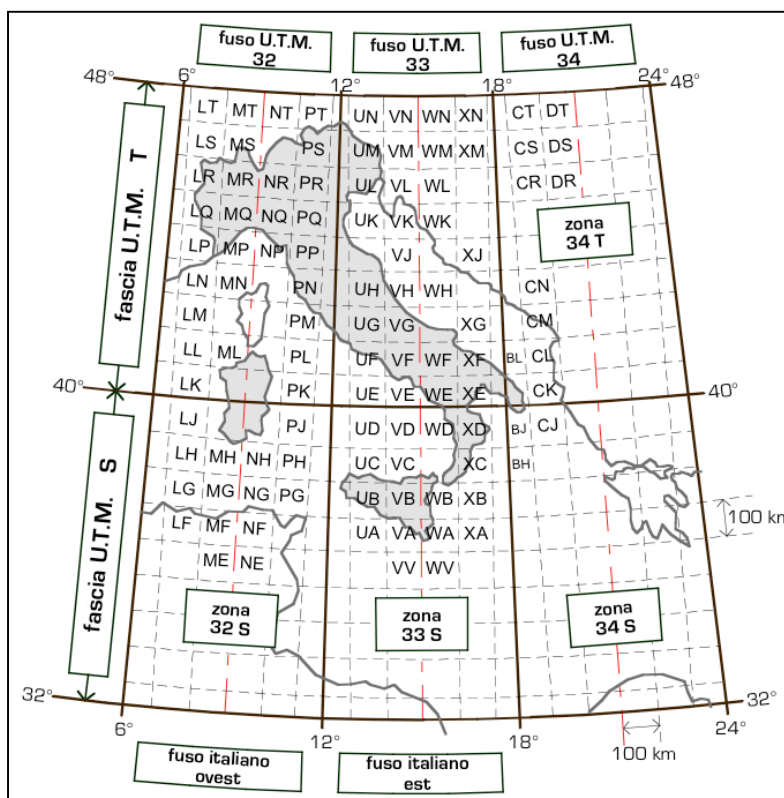 fuso U.T.M.
32
fuso U.T.M.
33
fuso U.T.M.
34
48° 6° 12° 18° 24° 48°
LT MT NT PT UN VN WN XN CT DT
LS MS PS UM VM WM XM CS DS
LR MR NR PR UL VL WL CR DR
LQ MQ NQ PQ UK VK WK
zona
34 T
LP MP NP PP VJ XJ
LN MN PN UH VH WH CN
LM PM UG VG XG CM
LL ML PL UF VF WF XF BL CL
LK PK UE VE WE XE CK
fascia U.T.M. T
40° 40°
LJ PJ UD VD WD XD BJ CJ
LH MH NH PH UC VC XC BH
LG MG NG PG UB VB WB XB
100 km
LF MF NF UA VA WA XA
ME NE VV WV
fascia U.T.M. S
zona
32 S
zona
33 S
zona
34 S
32° 32°
6° 12° 18° 24°
100 km
fuso italiano
ovest
fuso italiano
est